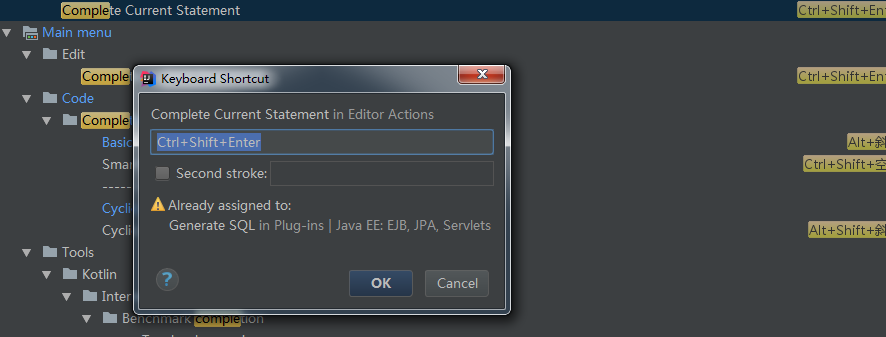 Complete Current Statement Ctrl+Shift+Ent
Main menu
Edit
Comple Ctrl+Shift+Ent
Keyboard Shortcut
Complete Current Statement in Editor Actions
Ctrl+Shift+Enter
Second stroke:
Already assigned to:
Generate SQL in Plug-ins | Java EE: EJB, JPA, Servlets
?
OK Cancel
Code
Comple
Basic Alt+斜
Smar Ctrl+Shift+空
-----
Cycli
Cycli Alt+Shift+斜
Tools
Kotlin
Inter
Benchmark completion